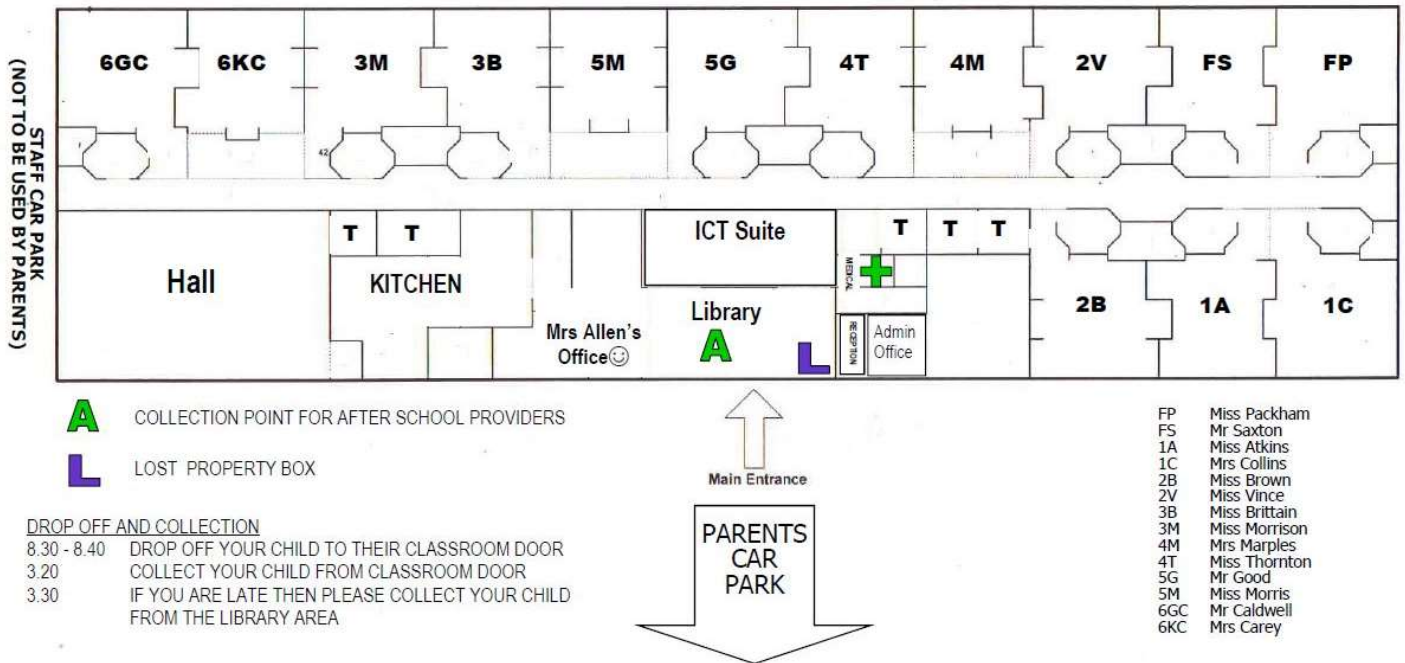 6GC 6KC 3M 3B 5M 5G 4T 4M 2V FS FP
STAFF CAR PARK
(NOT TO BE USED BY PARENTS)
42
T T ICT Suite T T T
Hall KITCHEN MEDICAL
Library 2B 1A 1C
Mrs Allen's
Office☺
A L RECEPTION Admin
Office
A COLLECTION POINT FOR AFTER SCHOOL PROVIDERS
L LOST PROPERTY BOX
Main Entrance
PARENTS
CAR
PARK
DROP OFF AND COLLECTION
8.30 - 8.40 DROP OFF YOUR CHILD TO THEIR CLASSROOM DOOR
3.20 COLLECT YOUR CHILD FROM CLASSROOM DOOR
3.30 IF YOU ARE LATE THEN PLEASE COLLECT YOUR CHILD
FROM THE LIBRARY AREA
FP Miss Packham
FS Mr Saxton
1A Miss Atkins
1C Mrs Collins
2B Miss Brown
2V Miss Vince
3B Miss Brittain
3M Miss Morrison
4M Mrs Marples
4T Miss Thornton
5G Mr Good
5M Miss Morris
6GC Mr Caldwell
6KC Mrs Carey